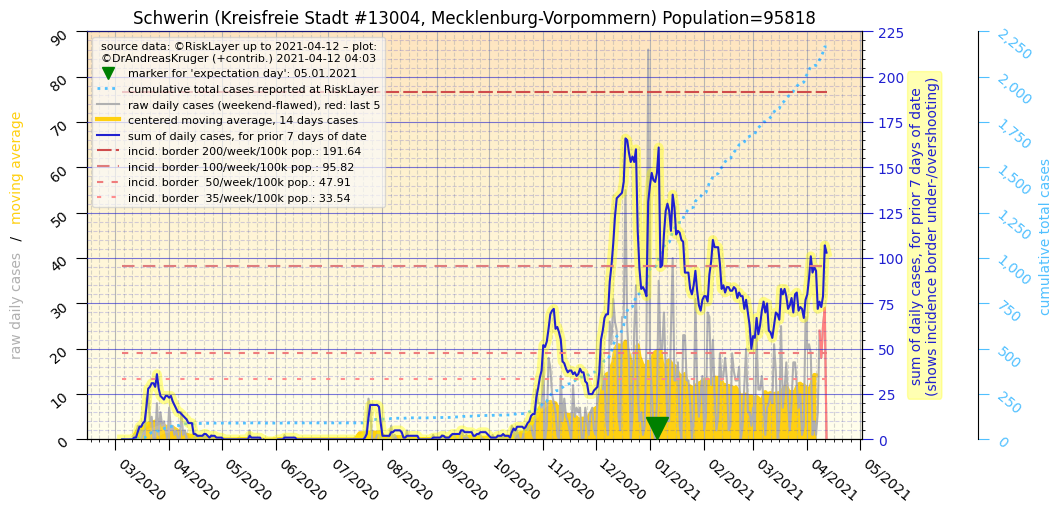 Schwerin (Kreisfreie Stadt #13004, Mecklenburg-Vorpommern) Population=95818
source data: ©RiskLayer up to 2021-04-12 – plot:
©DrAndreasKruger (+contrib.) 2021-04-12 04:03
marker for 'expectation day': 05.01.2021
cumulative total cases reported at RiskLayer
raw daily cases (weekend-flawed), red: last 5
centered moving average, 14 days cases
sum of daily cases, for prior 7 days of date
incid. border 200/week/100k pop.: 191.64
incid. border 100/week/100k pop.: 95.82
incid. border 50/week/100k pop.: 47.91
incid. border 35/week/100k pop.: 33.54
raw daily cases / moving average
90
80
70
60
50
40
30
20
10
0
03/2020
04/2020
05/2020
06/2020
07/2020
08/2020
09/2020
10/2020
11/2020
12/2020
01/2021
02/2021
03/2021
04/2021
05/2021
225
200
175
150
125
100
75
50
25
0
sum of daily cases, for prior 7 days of date
(shows incidence border under-/overshooting)
2,250
2,000
1,750
1,500
1,250
1,000
750
500
250
0
cumulative total cases